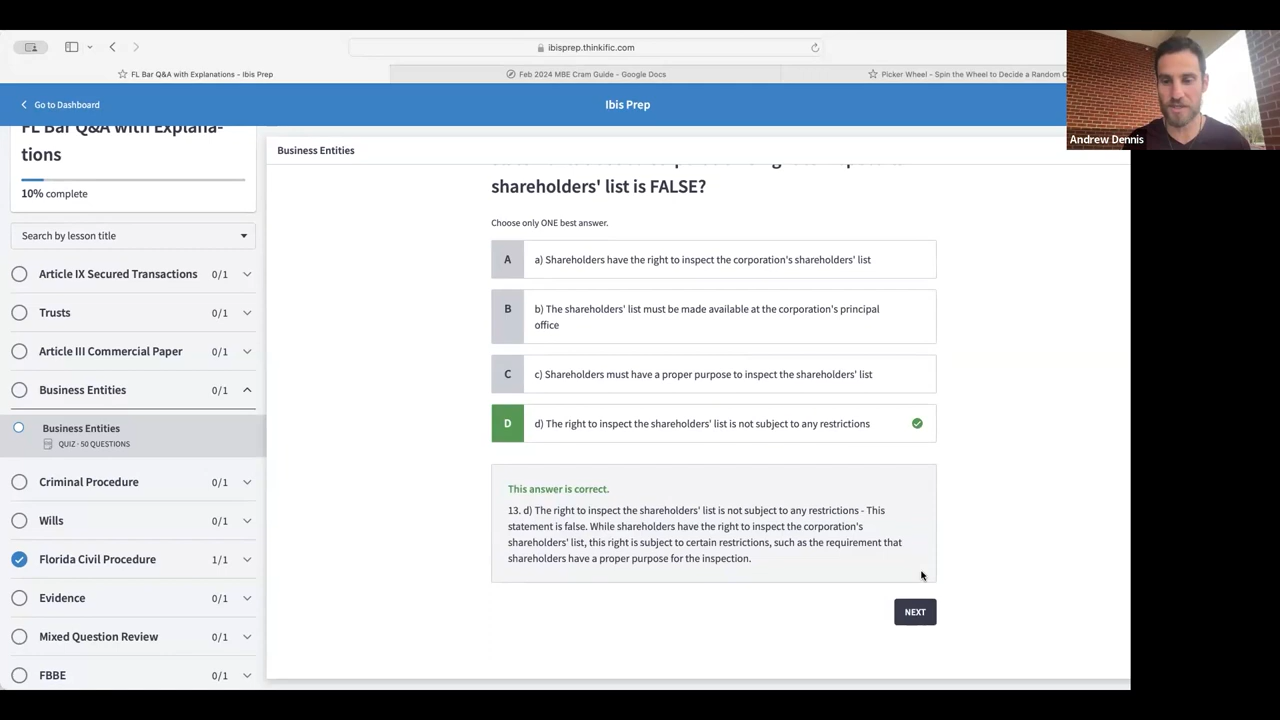 ibisprep.thinkific.com
FL Bar Q&A with Explanations - Ibis Prep
Feb 2024 MBE Cram Guide - Google Docs
Picker Wheel - Spin the Wheel to Decide a Random
Andrew Dennis
Go to Dashboard
Ibis Prep
FL Bar Q&A with Explana-
tions
10% complete
Search by lesson title
Article IX Secured Transactions 0/1
Trusts 0/1
Article III Commercial Paper 0/1
Business Entities 0/1
Business Entities
QUIZ · 50 QUESTIONS
Criminal Procedure 0/1
Wills 0/1
Florida Civil Procedure 1/1
Evidence 0/1
Mixed Question Review 0/1
FBBE 0/1
Business Entities
shareholders' list is FALSE?
Choose only ONE best answer.
A a) Shareholders have the right to inspect the corporation's shareholders' list
B b) The shareholders' list must be made available at the corporation's principal
office
C c) Shareholders must have a proper purpose to inspect the shareholders' list
D d) The right to inspect the shareholders' list is not subject to any restrictions
This answer is correct.
13. d) The right to inspect the shareholders' list is not subject to any restrictions - This
statement is false. While shareholders have the right to inspect the corporation's
shareholders' list, this right is subject to certain restrictions, such as the requirement that
shareholders have a proper purpose for the inspection.
NEXT